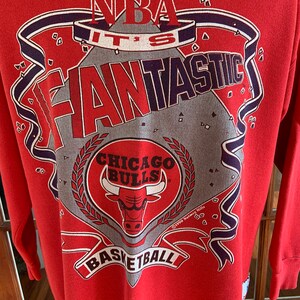 NBA
IT'S
FANTASTIC
CHICAGO
BULLS
BASKETBALL